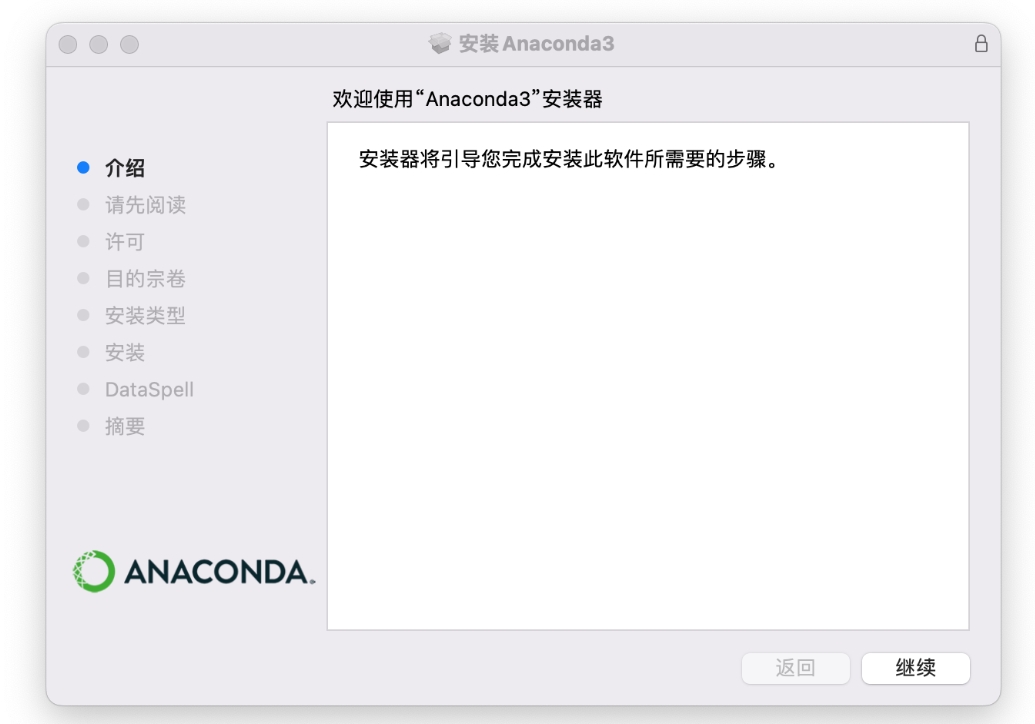 安装 Anaconda3
欢迎使用“Anaconda3”安装器
介绍
请先阅读
许可
目的宗卷
安装类型
安装
DataSpell
摘要
安装器将引导您完成安装此软件所需要的步骤。
ANACONDA.
返回
继续